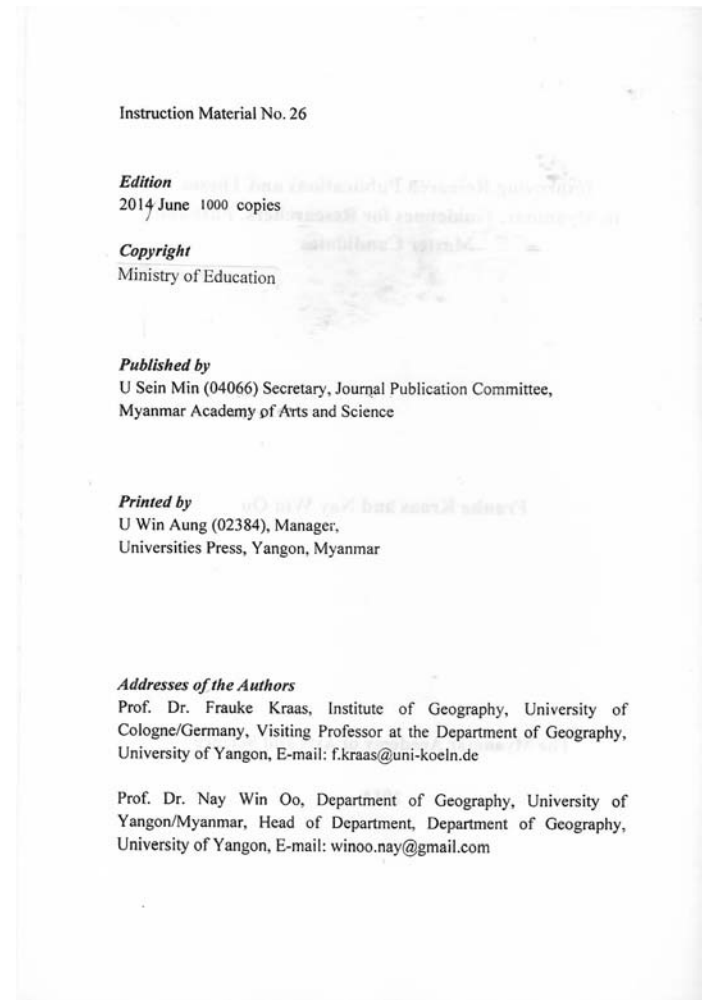 Instruction Material No. 26
Edition
2014 June 1000 copies
Copyright
Ministry of Education
Published by
U Sein Min (04066) Secretary, Journal Publication Committee,
Myanmar Academy of Arts and Science
Printed by
U Win Aung (02384), Manager,
Universities Press, Yangon, Myanmar
Addresses of the Authors
Prof. Dr. Frauke Kraas, Institute of Geography, University of
Cologne/Germany, Visiting Professor at the Department of Geography,
University of Yangon, E-mail: f.kraas@uni-koeln.de
Prof. Dr. Nay Win Oo, Department of Geography, University of
Yangon/Myanmar, Head of Department, Department of Geography,
University of Yangon, E-mail: winoo.nay@gmail.com